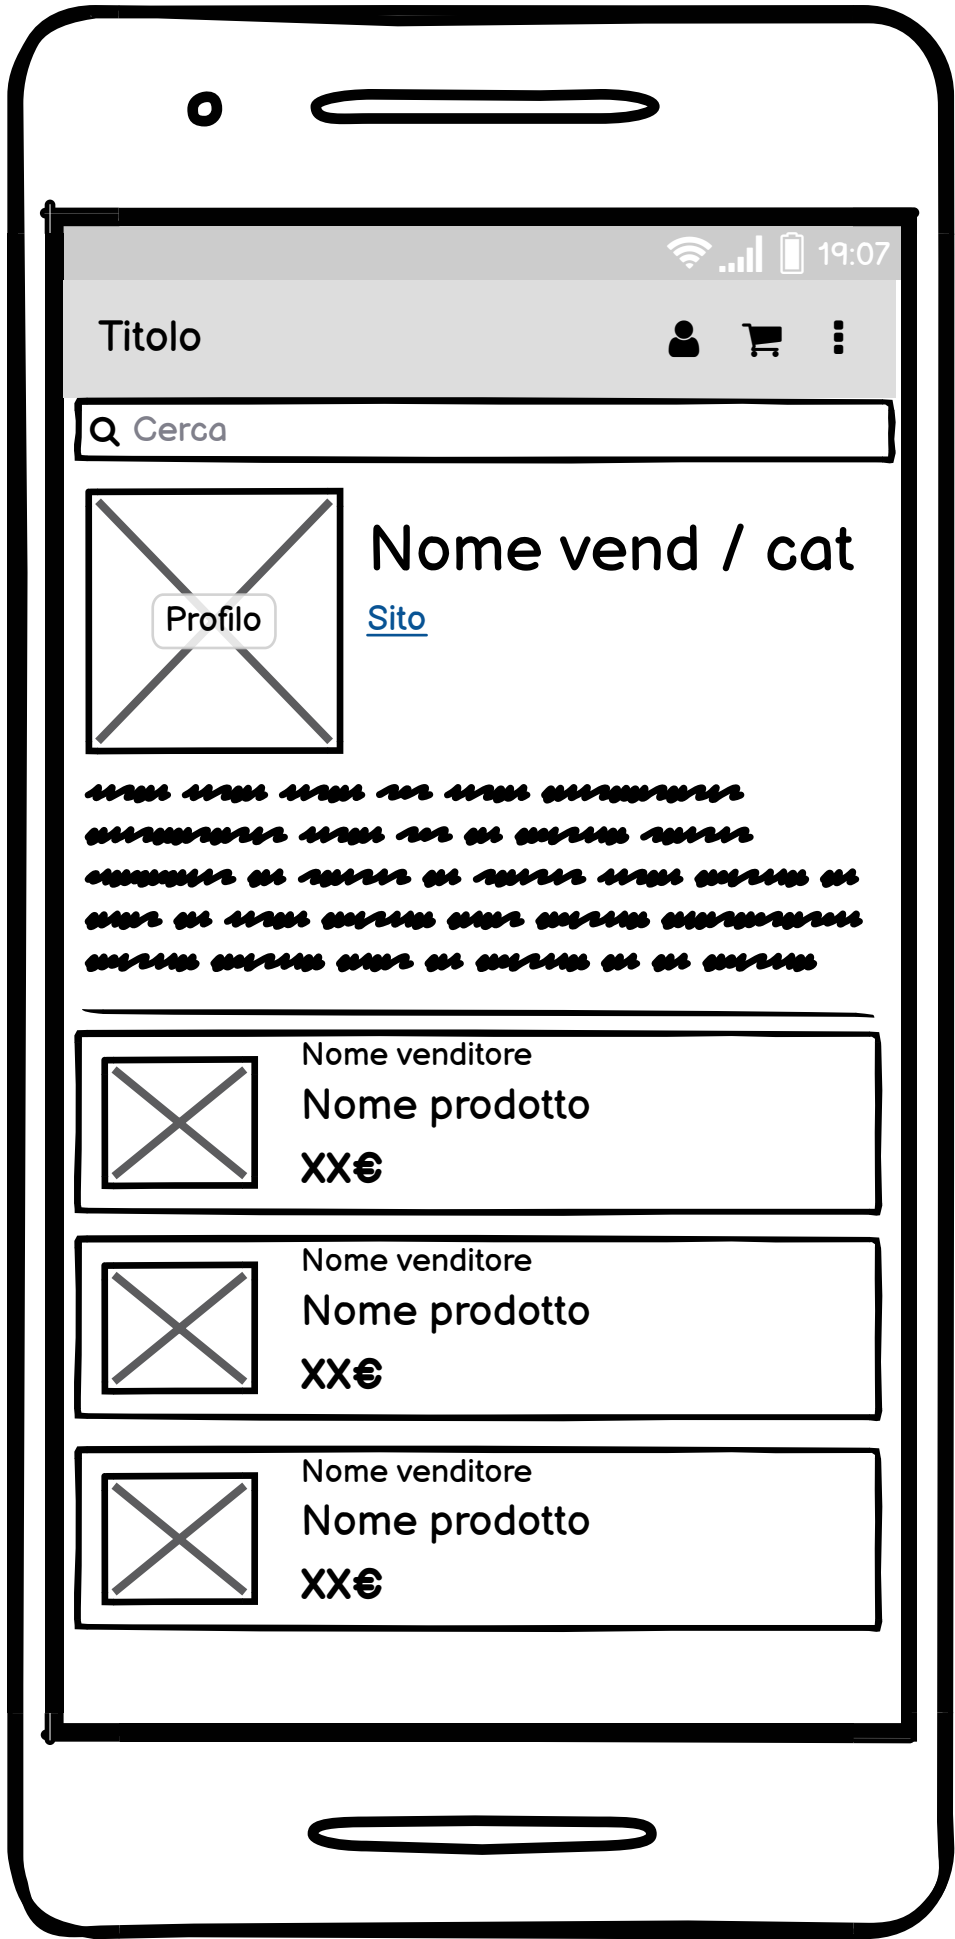 19:07
Titolo
Cerca
Nome vend / cat
Profilo
Sito
Nome venditore
Nome prodotto
XX€
Nome venditore
Nome prodotto
XX€
Nome venditore
Nome prodotto
XX€